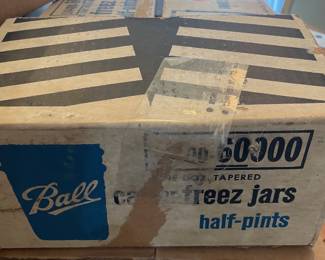 60000
TAPERED
Ball
freez jars
half-pints